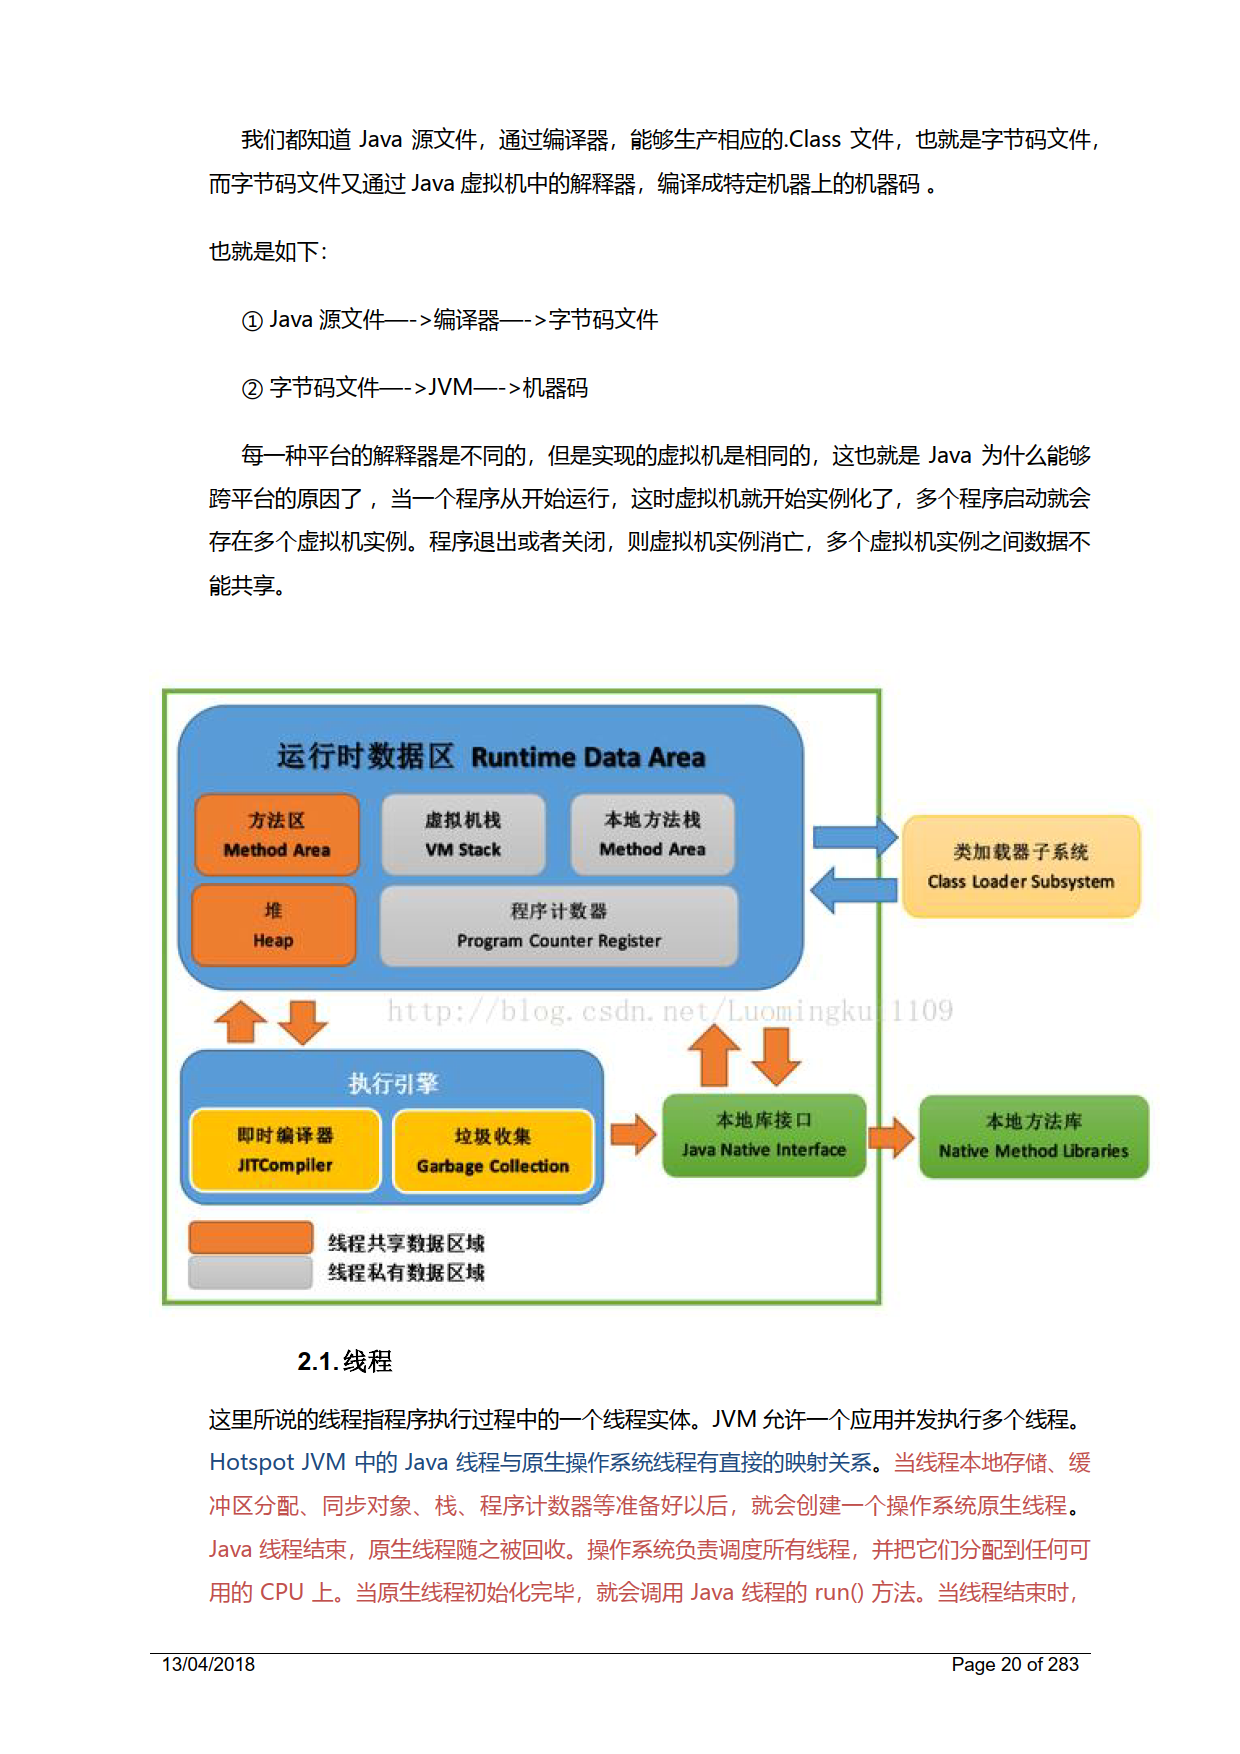 我们都知道 Java 源文件，通过编译器，能够生产相应的.Class 文件，也就是字节码文件，
而字节码文件又通过 Java 虚拟机中的解释器，编译成特定机器上的机器码 。
也就是如下：
① Java 源文件—->编译器—->字节码文件
② 字节码文件—->JVM—->机器码
每一种平台的解释器是不同的，但是实现的虚拟机是相同的，这也就是 Java 为什么能够
跨平台的原因了 ，当一个程序从开始运行，这时虚拟机就开始实例化了，多个程序启动就会
存在多个虚拟机实例。程序退出或者关闭，则虚拟机实例消亡，多个虚拟机实例之间数据不
能共享。
运行时数据区 Runtime Data Area
方法区
Method Area
虚拟机栈
VM Stack
本地方法栈
Method Area
堆
Heap
程序计数器
Program Counter Register
类加载器子系统
Class Loader Subsystem
http://blog.csdn.net/Luomingkui1109
执行引擎
即时编译器
JITCompiler
垃圾收集
Garbage Collection
本地库接口
Java Native Interface
本地方法库
Native Method Libraries
线程共享数据区域
线程私有数据区域
2.1. 线程
这里所说的线程指程序执行过程中的一个线程实体。JVM 允许一个应用并发执行多个线程。
Hotspot JVM 中的 Java 线程与原生操作系统线程有直接的映射关系。当线程本地存储、缓
冲区分配、同步对象、栈、程序计数器等准备好以后，就会创建一个操作系统原生线程。
Java 线程结束，原生线程随之被回收。操作系统负责调度所有线程，并把它们分配到任何可
用的 CPU 上。当原生线程初始化完毕，就会调用 Java 线程的 run() 方法。当线程结束时，
13/04/2018 Page 20 of 283